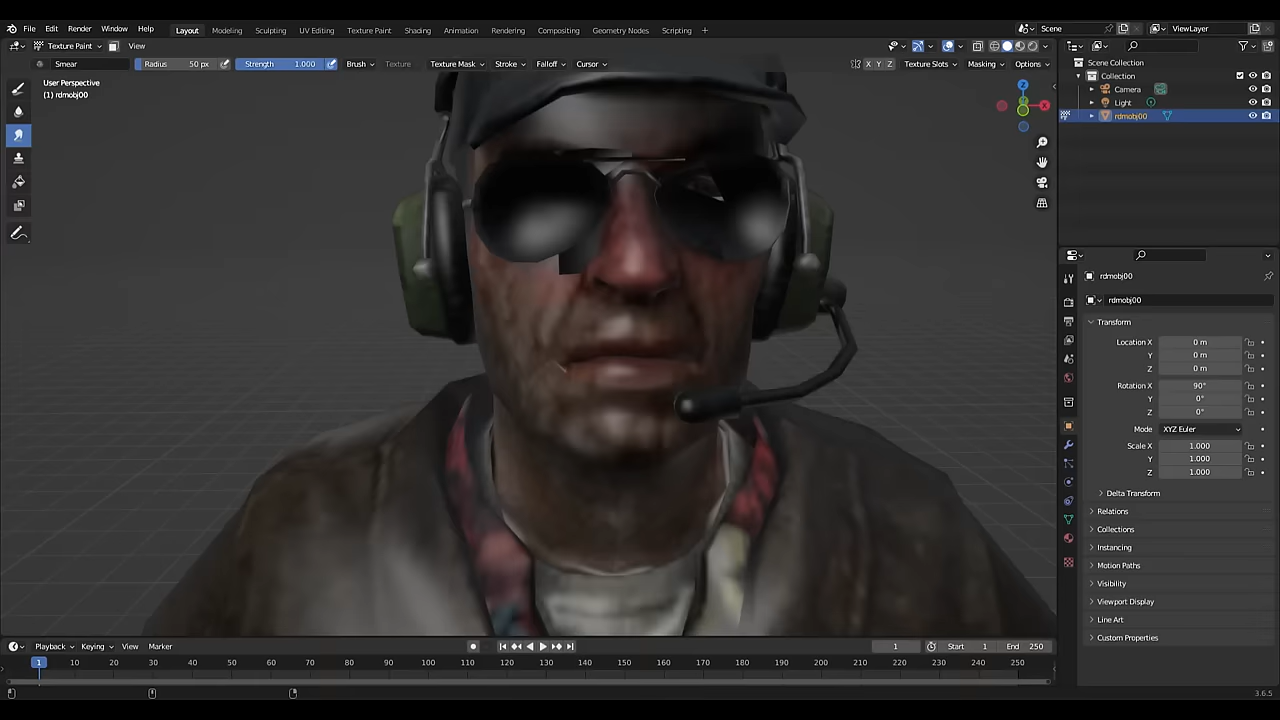 File Edit Render Window Help Layout Modeling Sculpting UV Editing Texture Paint Shading Animation Rendering Compositing Geometry Nodes Scripting + Scene ViewLayer
Texture Paint View
Smear Radius 50 px Strength 1.000 Brush Texture Texture Mask Stroke Falloff Cursor X Y Z Texture Slots Masking Options
User Perspective
(1) rdmobj00
X
Z
Scene Collection
Collection
Camera
Light
rdmobj00
rdmobj00
rdmobj00
Transform
Location X 0 m
Y 0 m
Z 0 m
Rotation X 90°
Y 0°
Z 0°
Mode XYZ Euler
Scale X 1.000
Y 1.000
Z 1.000
Delta Transform
Relations
Collections
Instancing
Motion Paths
Visibility
Viewport Display
Line Art
Custom Properties
Playback Keying View Marker 1 Start 1 End 250
1 10 20 30 40 50 60 70 80 90 100 110 120 130 140 150 160 170 180 190 200 210 220 230 240 250
3.6.5